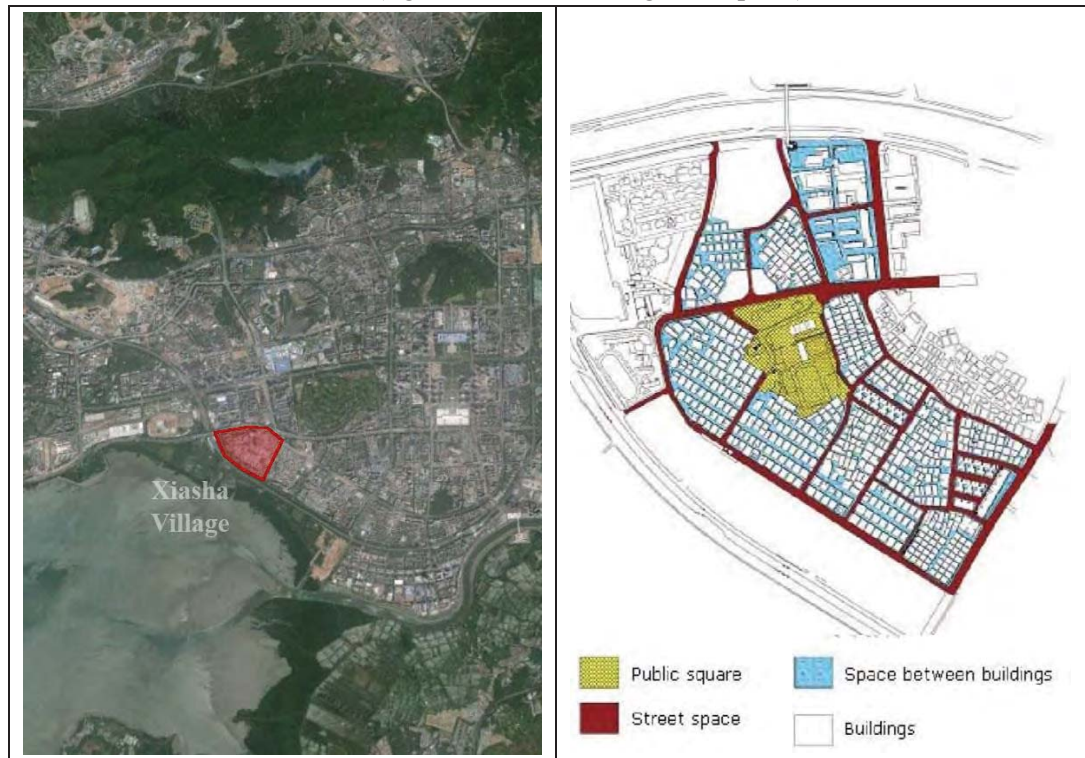 Xiasha
Village
Public square
Space between buildings
Street space
Buildings